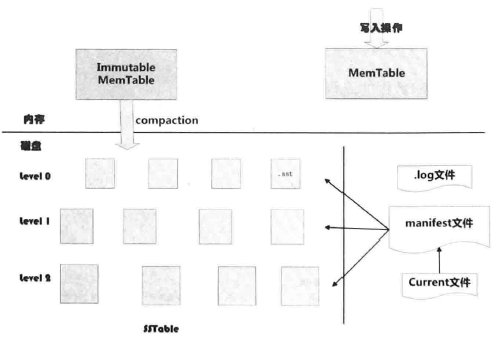 写入操作
Immutable
MemTable
MemTable
内存
compaction
磁盘
Level 0
.sst
.log文件
Level 1
manifest文件
Level 2
Current文件
SSTable